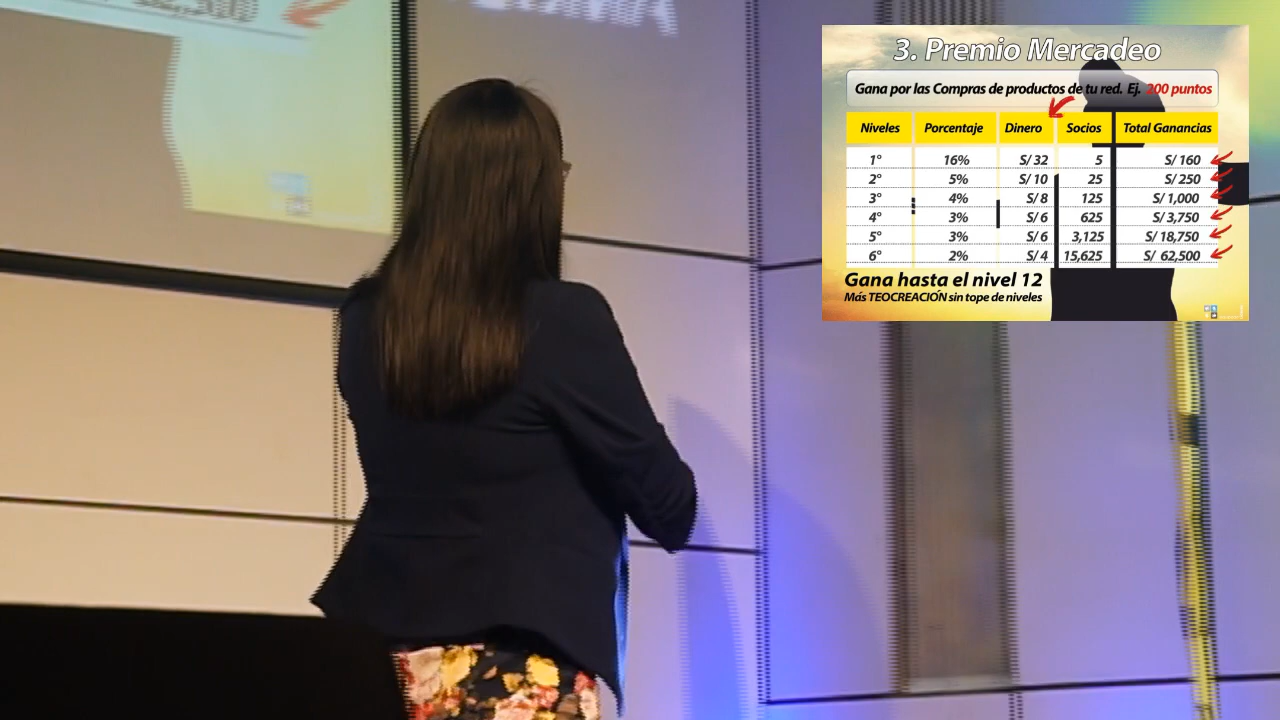 3. Premio Mercadeo
Gana por las Compras de productos de tu red. Ej. 200 puntos
Niveles Porcentaje Dinero Socios Total Ganancias
1° 16% S/ 32 5 S/ 160
2° 5% S/ 10 25 S/ 250
3° 4% S/ 8 125 S/ 1,000
4° 3% S/ 6 625 S/ 3,750
5° 3% S/ 6 3,125 S/ 18,750
6° 2% S/ 4 15,625 S/ 62,500
Gana hasta el nivel 12
Más TEOCREACIÓN sin tope de niveles